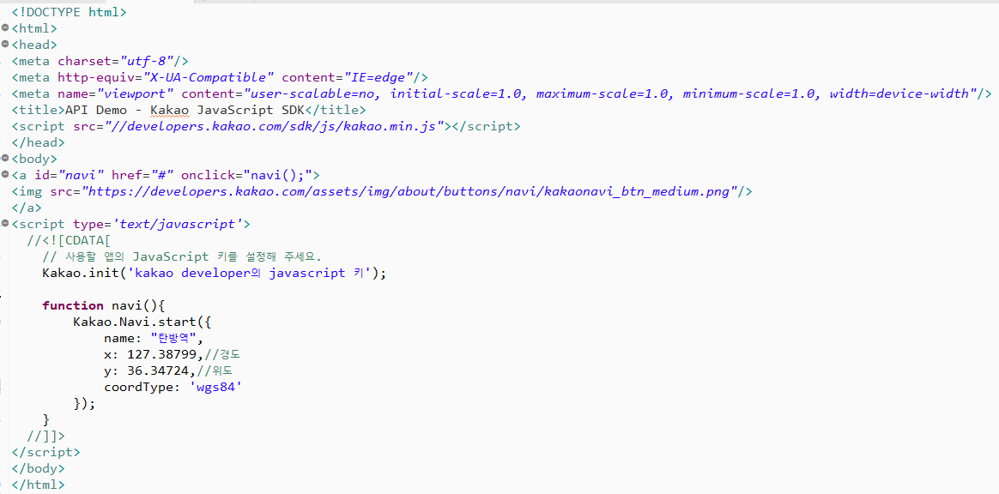 <!DOCTYPE html>
<html>
<head>
<meta charset="utf-8"/>
<meta http-equiv="X-UA-Compatible" content="IE=edge"/>
<meta name="viewport" content="user-scalable=no, initial-scale=1.0, maximum-scale=1.0, minimum-scale=1.0, width=device-width"/>
<title>API Demo - Kakao JavaScript SDK</title>
<script src="//developers.kakao.com/sdk/js/kakao.min.js"></script>
</head>
<body>
<a id="navi" href="#" onclick="navi();">
<img src="https://developers.kakao.com/assets/img/about/buttons/navi/kakaonavi_btn_medium.png"/>
</a>
<script type='text/javascript'>
  //<![CDATA[
    // 사용할 앱의 JavaScript 키를 설정해 주세요.
    Kakao.init('kakao developer의 javascript 키');
    function navi(){
        Kakao.Navi.start({
            name: "탄방역",
            x: 127.38799,//경도
            y: 36.34724,//위도
            coordType: 'wgs84'
        });
    }
  //]]>
</script>
</body>
</html>